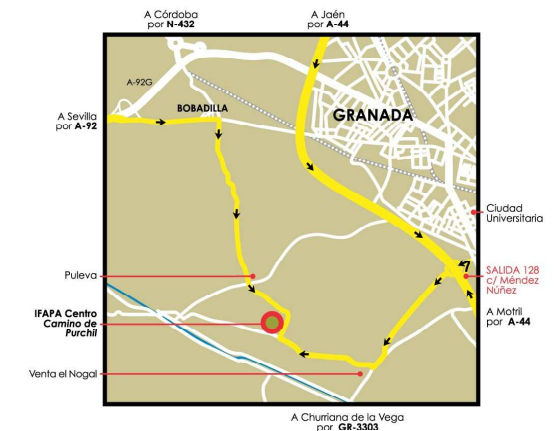 A Córdoba
por N-432
A Jaén
por A-44
A-92G
A Sevilla
por A-92
BOBADILLA
GRANADA
Ciudad
Universitaria
Puleva
SALIDA 128
c/ Méndez
Núñez
IFAPA Centro
Camino de
Purchil
A Motril
por A-44
Venta el Nogal
A Churriana de la Vega
por GR-3303